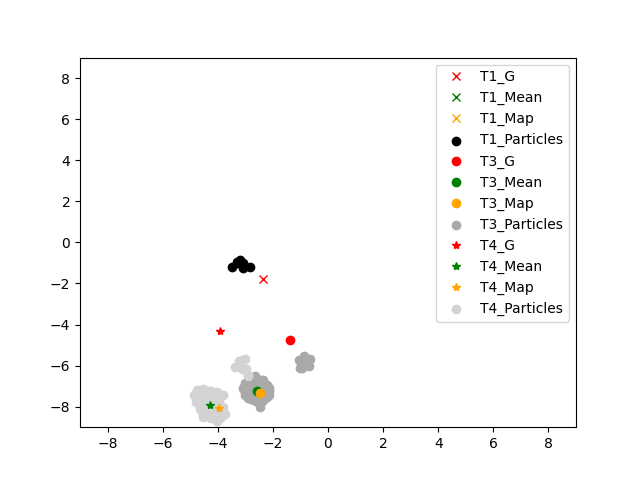 8
6
4
2
0
−2
−4
−6
−8
−8
−6
−4
−2
0
2
4
6
8
T1_G
T1_Mean
T1_Map
T1_Particles
T3_G
T3_Mean
T3_Map
T3_Particles
T4_G
T4_Mean
T4_Map
T4_Particles